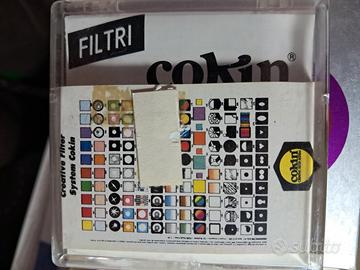 FILTRI
cokin®
Creative Filter
System Cokin
cokin
subito